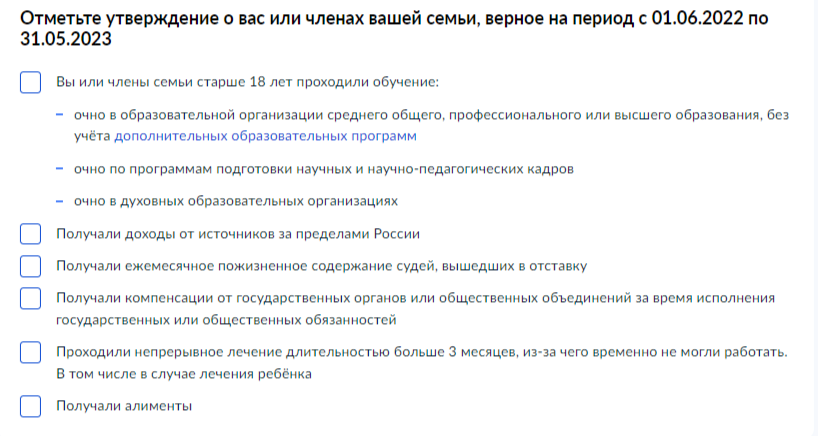 Отметьте утверждение о вас или членах вашей семьи, верное на период с 01.06.2022 по
31.05.2023
Вы или члены семьи старше 18 лет проходили обучение:
– очно в образовательной организации среднего общего, профессионального или высшего образования, без
учёта дополнительных образовательных программ
– очно по программам подготовки научных и научно-педагогических кадров
– очно в духовных образовательных организациях
Получали доходы от источников за пределами России
Получали ежемесячное пожизненное содержание судей, вышедших в отставку
Получали компенсации от государственных органов или общественных объединений за время исполнения
государственных или общественных обязанностей
Проходили непрерывное лечение длительностью больше 3 месяцев, из-за чего временно не могли работать.
В том числе в случае лечения ребёнка
Получали алименты